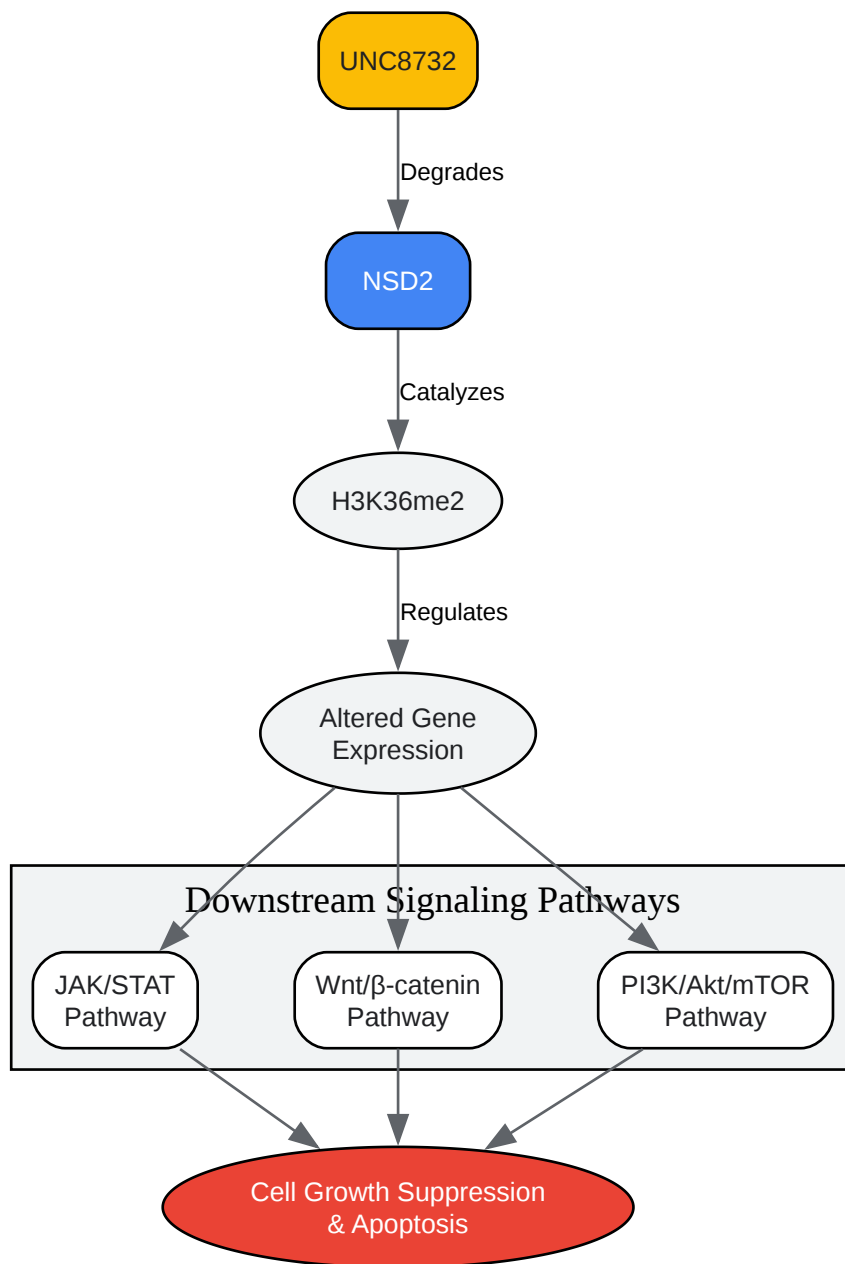 UNC8732
Degrades
NSD2
Catalyzes
H3K36me2
Regulates
Altered Gene
Expression
Downstream Signaling Pathways
JAK/STAT
Pathway
Wnt/β-catenin
Pathway
PI3K/Akt/mTOR
Pathway
Cell Growth Suppression
& Apoptosis